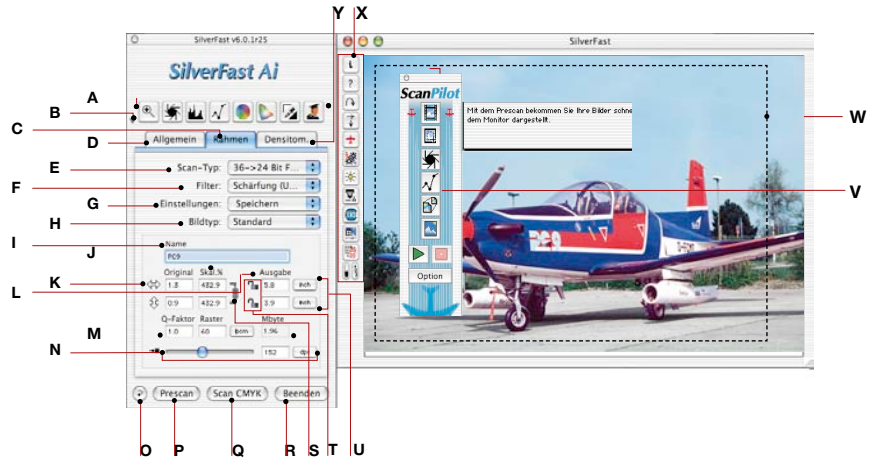 Y X
SilverFast v6.0.1r25
SilverFast
SilverFast Ai
A
B
C
D
ScanPilot
Mit dem Prescan bekommen Sie Ihre Bilder schne
dem Monitor dargestellt.
W
Allgemein Rahmen Densitom.
E
Scan-Typ: 36->24 Bit F...
F
Filter: Schärfung (U...
V
G
Einstellungen: Speichern
H
Bildtyp: Standard
I
Name
J
PC9
Original Skal.% Ausgabe
K
1.3 432.9 5.8 inch
L
Option
0.9 432.9 3.9 inch
Q-Faktor Raster Mbyte
M
1.0 60 1.96
N
152 dpi
? Prescan Scan CMYK Beenden
O P Q R S T U